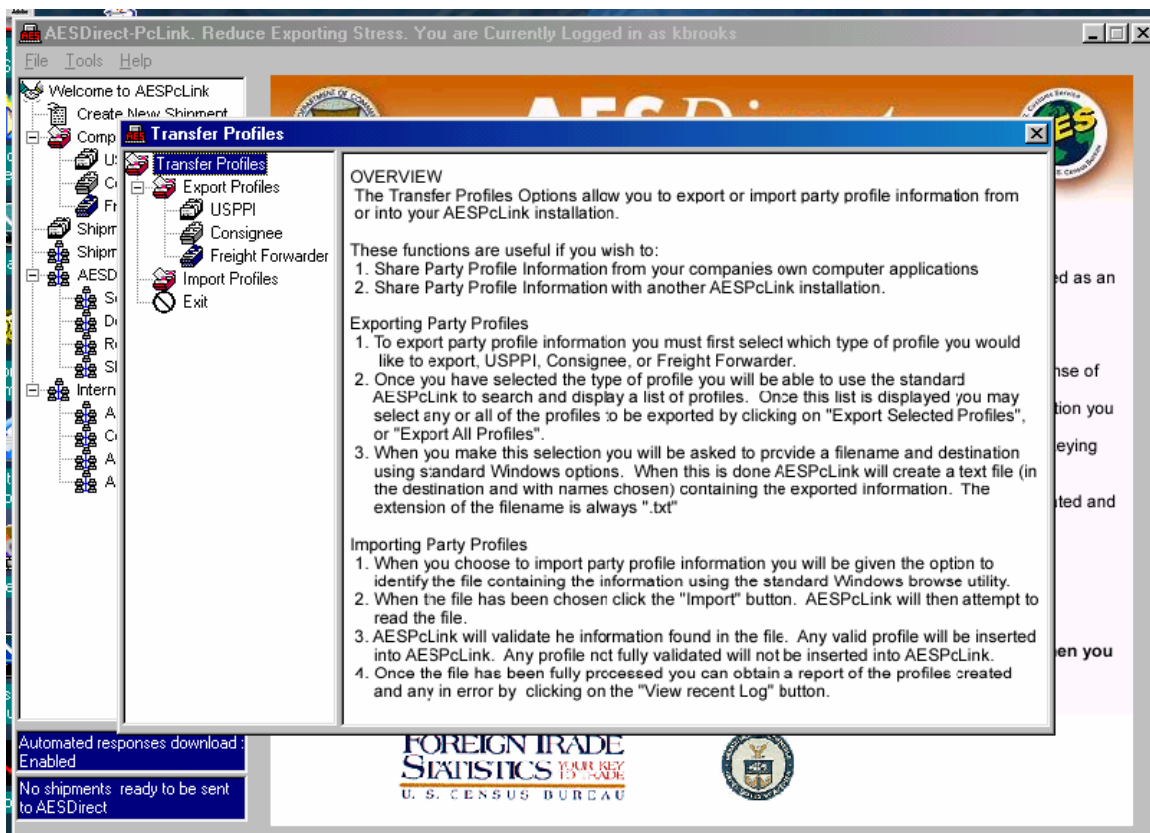 AESDirect-PcLink. Reduce Exporting Stress. You are Currently Logged in as kbrooks
File Tools Help
Welcome to AESPcLink
Create New Shipment
Comp
Shipm
Shipm
AESD
Intern
Automated responses download :
Enabled
No shipments ready to be sent
to AESDirect
AESDirect
AES
Transfer Profiles
Transfer Profiles
Export Profiles
USPPI
Consignee
Freight Forwarder
Import Profiles
Exit
OVERVIEW
The Transfer Profiles Options allow you to export or import party profile information from
or into your AESPcLink installation.
These functions are useful if you wish to:
1. Share Party Profile Information from your companies own computer applications
2. Share Party Profile Information with another AESPcLink installation.
Exporting Party Profiles
1. To export party profile information you must first select which type of profile you would
like to export, USPPI, Consignee, or Freight Forwarder.
2. Once you have selected the type of profile you will be able to use the standard
AESPcLink to search and display a list of profiles. Once this list is displayed you may
select any or all of the profiles to be exported by clicking on "Export Selected Profiles",
or "Export All Profiles".
3. When you make this selection you will be asked to provide a filename and destination
using standard Windows options. When this is done AESPcLink will create a text file (in
the destination and with names chosen) containing the exported information. The
extension of the filename is always ".txt"
Importing Party Profiles
1. When you choose to import party profile information you will be given the option to
identify the file containing the information using the standard Windows browse utility.
2. When the file has been chosen click the "Import" button. AESPcLink will then attempt to
read the file.
3. AESPcLink will validate he information found in the file. Any valid profile will be inserted
into AESPcLink. Any profile not fully validated will not be inserted into AESPcLink.
4. Once the file has been fully processed you can obtain a report of the profiles created
and any in error by clicking on the "View recent Log" button.
ed as an
nse of
tion you
eying
ted and
en you
FOREIGN TRADE
STATISTICS YOUR KEY TO TRADE
U. S. CENSUS BUREAU